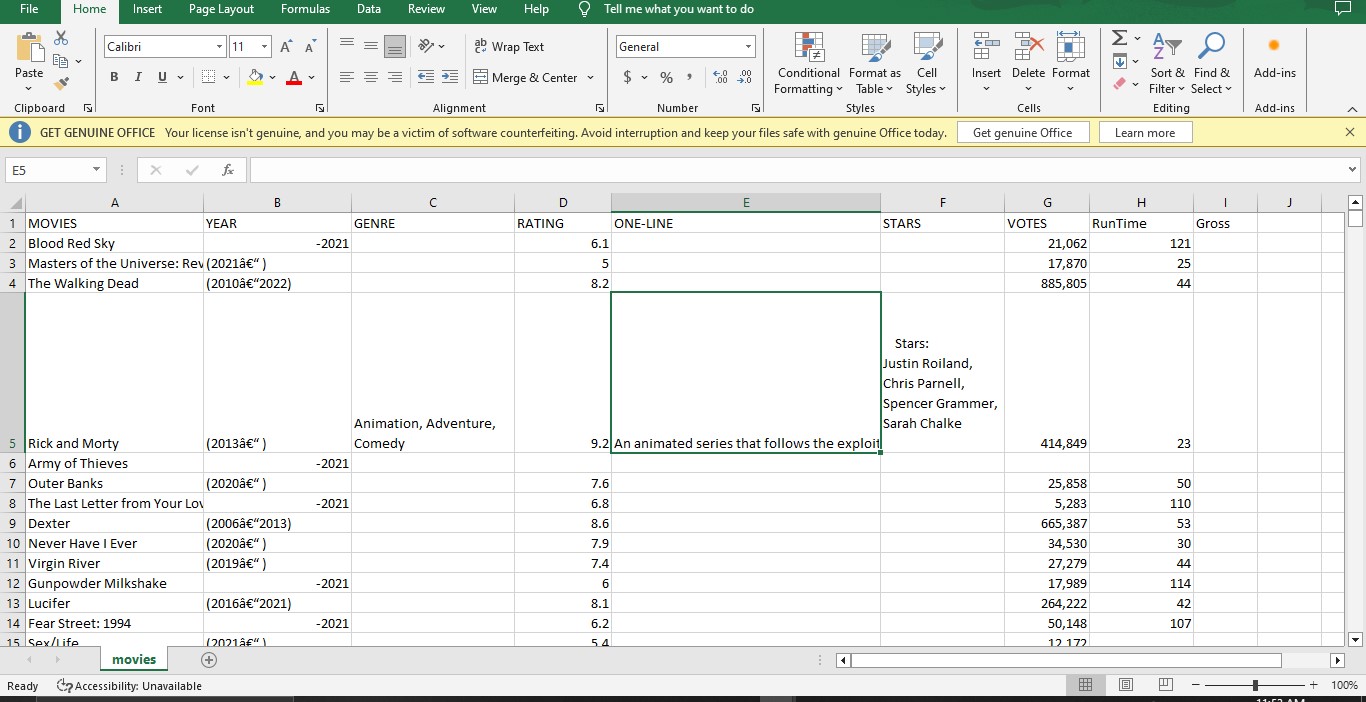 File Home Insert Page Layout Formulas Data Review View Help Tell me what you want to do
Paste
Calibri 11 A A
B I U A
ab Wrap Text
Merge & Center
General
$ % , .00 .00
Conditional Formatting
Format as Table
Cell Styles
Insert Delete Format
Sort & Filter
Find & Select
Add-ins
Clipboard Font Alignment Number Styles Cells Editing Add-ins
GET GENUINE OFFICE Your license isn't genuine, and you may be a victim of software counterfeiting. Avoid interruption and keep your files safe with genuine Office today. Get genuine Office Learn more
E5 fx
A B C D E F G H I J
1 MOVIES YEAR GENRE RATING ONE-LINE STARS VOTES RunTime Gross
2 Blood Red Sky -2021 6.1 21,062 121
3 Masters of the Universe: Rev (2021â€“ ) 5 17,870 25
4 The Walking Dead (2010â€“2022) 8.2 885,805 44
Stars:
Justin Roiland,
Chris Parnell,
Spencer Grammer,
Animation, Adventure, Sarah Chalke
5 Rick and Morty (2013â€“ ) Comedy 9.2 An animated series that follows the exploit 414,849 23
6 Army of Thieves -2021
7 Outer Banks (2020â€“ ) 7.6 25,858 50
8 The Last Letter from Your Lov -2021 6.8 5,283 110
9 Dexter (2006â€“2013) 8.6 665,387 53
10 Never Have I Ever (2020â€“ ) 7.9 34,530 30
11 Virgin River (2019â€“ ) 7.4 27,279 44
12 Gunpowder Milkshake -2021 6 17,989 114
13 Lucifer (2016â€“2021) 8.1 264,222 42
14 Fear Street: 1994 -2021 6.2 50,148 107
15 Sex/Life (2021â€“ ) 5.4 12,172
movies
Ready Accessibility: Unavailable 100%
11:52 AM